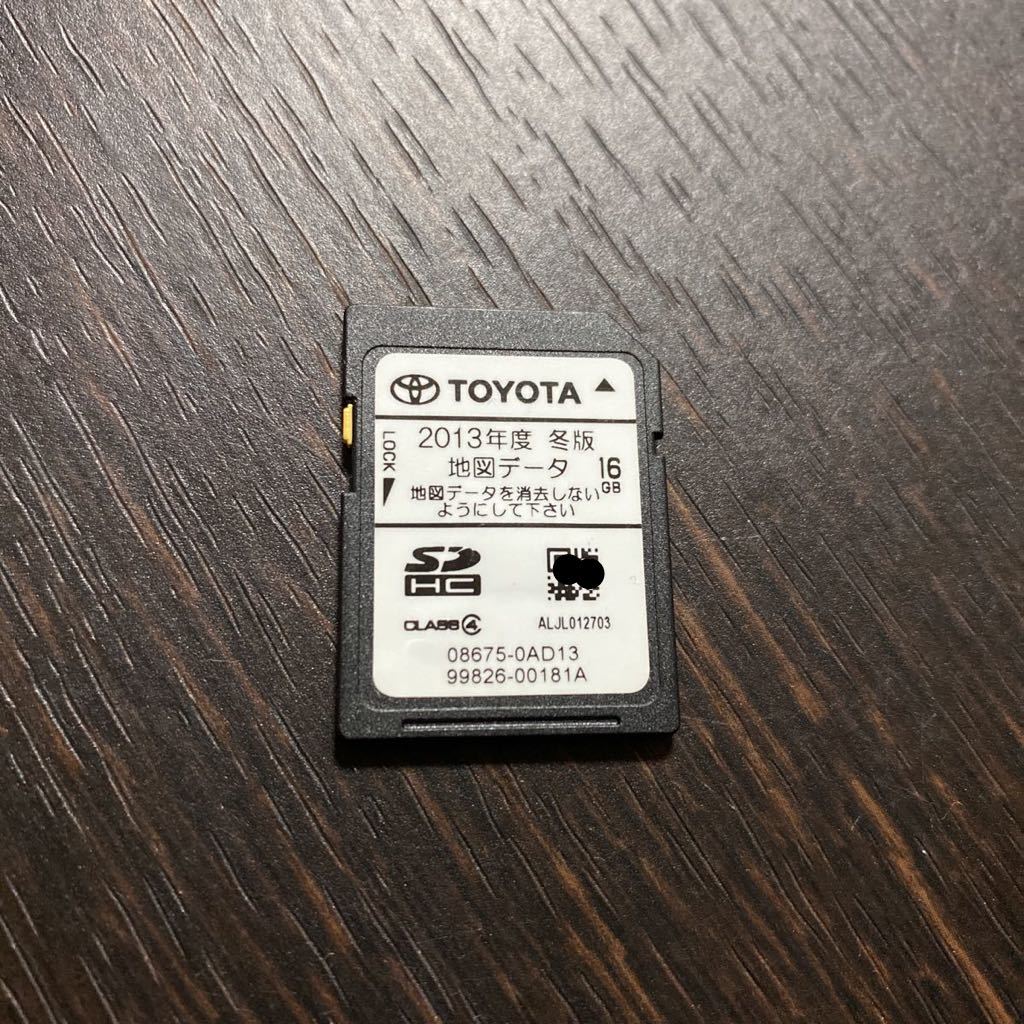 TOYOTA
LOCK
2013年度 冬版
地図データ
16
GB
地図データを消去しない
ようにして下さい
SD
HC
CLASS 4
ALJL012703
08675-0AD13
99826-00181A